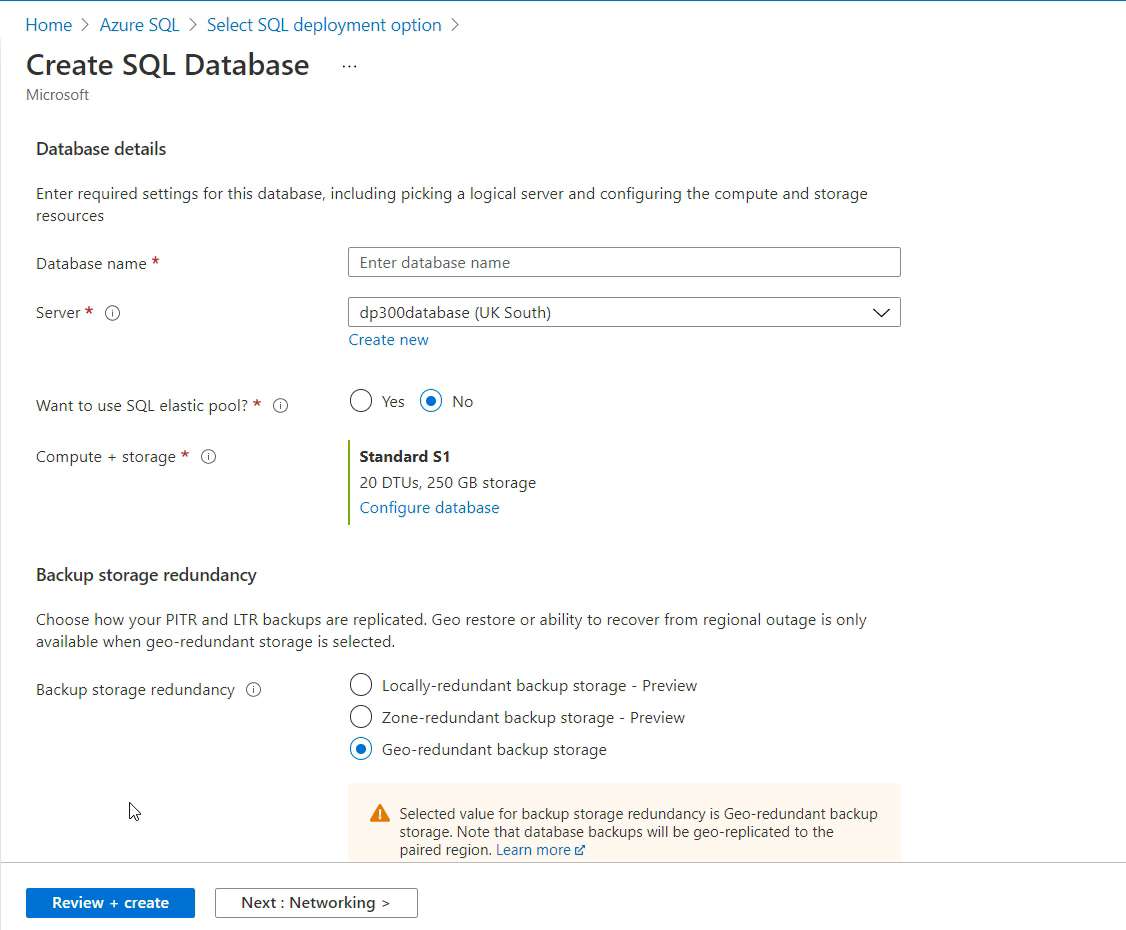 Home > Azure SQL > Select SQL deployment option >
Create SQL Database ...
Microsoft
Database details
Enter required settings for this database, including picking a logical server and configuring the compute and storage
resources
Database name *
Enter database name
Server *
dp300database (UK South)
Create new
Want to use SQL elastic pool? *
Yes No
Compute + storage *
Standard S1
20 DTUs, 250 GB storage
Configure database
Backup storage redundancy
Choose how your PITR and LTR backups are replicated. Geo restore or ability to recover from regional outage is only
available when geo-redundant storage is selected.
Backup storage redundancy
Locally-redundant backup storage - Preview
Zone-redundant backup storage - Preview
Geo-redundant backup storage
Selected value for backup storage redundancy is Geo-redundant backup
storage. Note that database backups will be geo-replicated to the
paired region. Learn more
Review + create
Next : Networking >